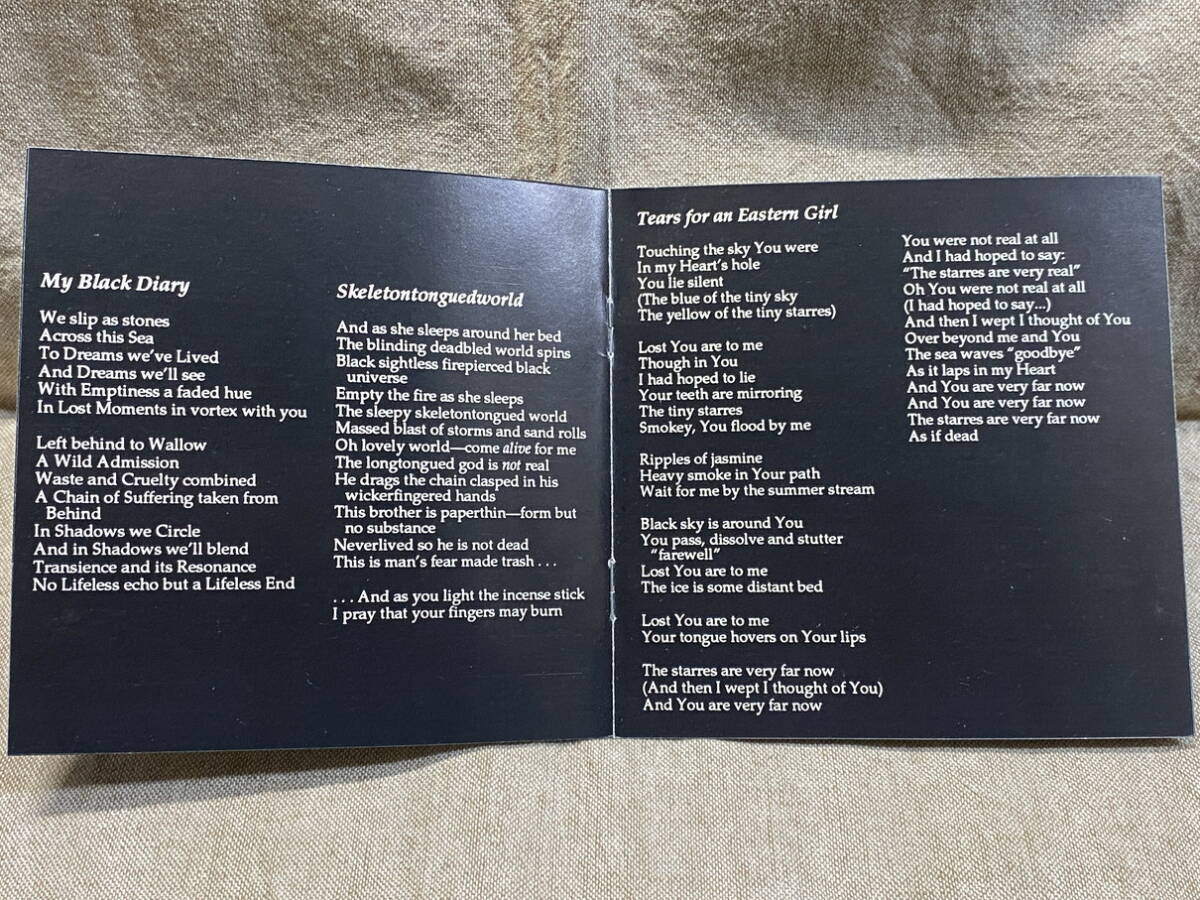 My Black Diary
We slip as stones
Across this Sea
To Dreams we've Lived
And Dreams we'll see
With Emptiness a faded hue
In Lost Moments in vortex with you
Left behind to Wallow
A Wild Admission
Waste and Cruelty combined
A Chain of Suffering taken from
Behind
In Shadows we Circle
And in Shadows we'll blend
Transience and its Resonance
No Lifeless echo but a Lifeless End
Skeletontonguedworld
And as she sleeps around her bed
The blinding deadbled world spins
Black sightless firepierced black
universe
Empty the fire as she sleeps
The sleepy skeletontongued world
Massed blast of storms and sand rolls
Oh lovely world—come alive for me
The longtongued god is not real
He drags the chain clasped in his
wickerfingered hands
This brother is paperthin—form but
no substance
Neverlived so he is not dead
This is man's fear made trash . . .
. . . And as you light the incense stick
I pray that your fingers may burn
Tears for an Eastern Girl
Touching the sky You were
In my Heart's hole
You lie silent
(The blue of the tiny sky
The yellow of the tiny starres)
Lost You are to me
Though in You
I had hoped to lie
Your teeth are mirroring
The tiny starres
Smokey, You flood by me
Ripples of jasmine
Heavy smoke in Your path
Wait for me by the summer stream
Black sky is around You
You pass, dissolve and stutter
"farewell"
Lost You are to me
The ice is some distant bed
Lost You are to me
Your tongue hovers on Your lips
The starres are very far now
(And then I wept I thought of You)
And You are very far now
You were not real at all
And I had hoped to say:
"The starres are very real"
Oh You were not real at all
(I had hoped to say...)
And then I wept I thought of You
Over beyond me and You
The sea waves "goodbye"
As it laps in my Heart
And You are very far now
And You are very far now
The starres are very far now
As if dead